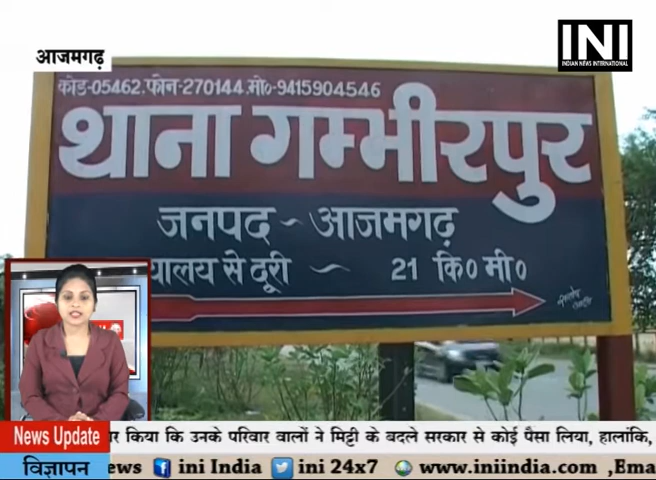 आजमगढ़
INI
INDIAN NEWS INTERNATIONAL
कोड-05462.फोन-270144.मो०-9415904546
थाना गम्भीरपुर
जनपद ~ आजमगढ़
यालय से दूरी ~ 21 कि० मी०
News Update
र किया कि उनके परिवार वालों ने मिट्टी के बदले सरकार से कोई पैसा लिया, हालांकि,
विज्ञापन
ews ini India ini 24x7 www.iniindia.com ,Ema